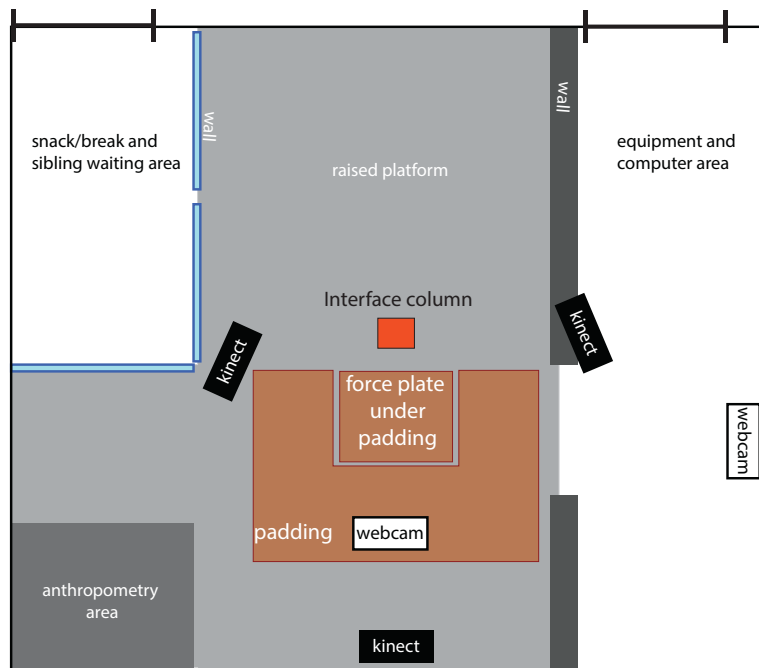 snack/break and
sibling waiting area
wall
raised platform
wall
equipment and
computer area
Interface column
kinect
kinect
force plate
under
padding
webcam
padding
webcam
anthropometry
area
kinect